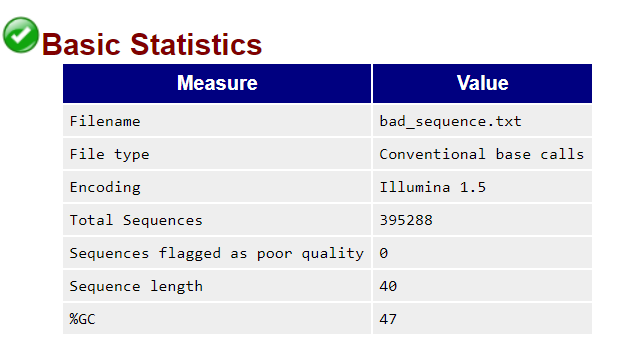 Basic Statistics
Measure Value
Filename bad_sequence.txt
File type Conventional base calls
Encoding Illumina 1.5
Total Sequences 395288
Sequences flagged as poor quality 0
Sequence length 40
%GC 47